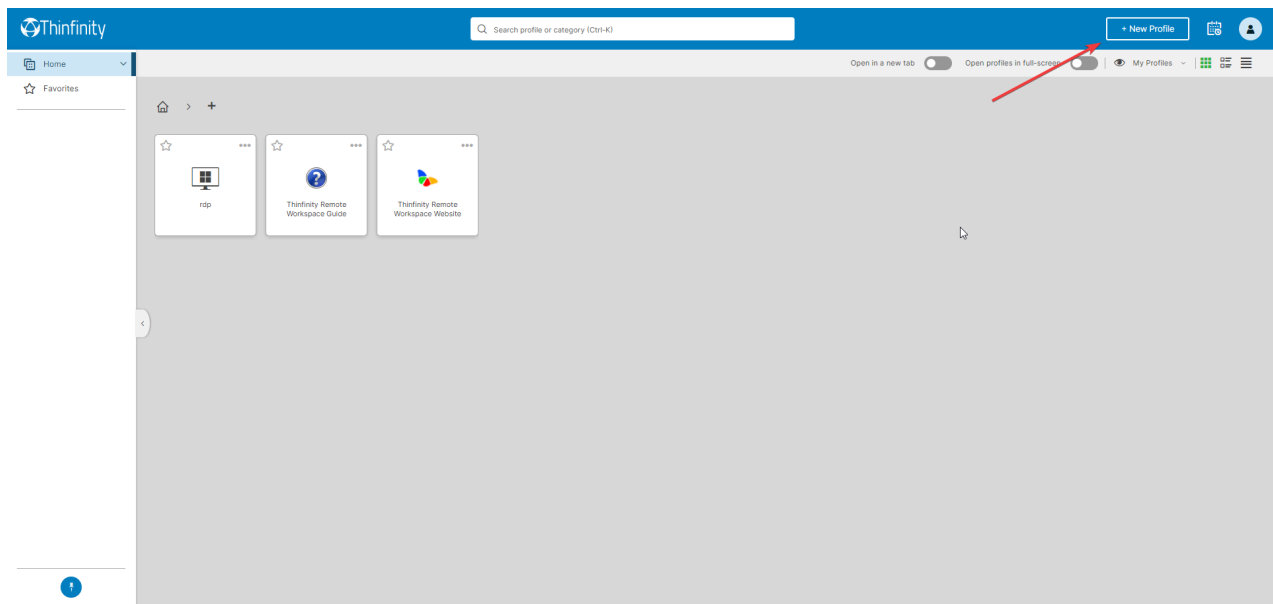 Thinfinity
Search profile or category (Ctrl-K)
+ New Profile
Home
Open in a new tab
Open profiles in full-screen
My Profiles
Favorites
rdp
Thinfinity Remote
Workspace Guide
Thinfinity Remote
Workspace Website